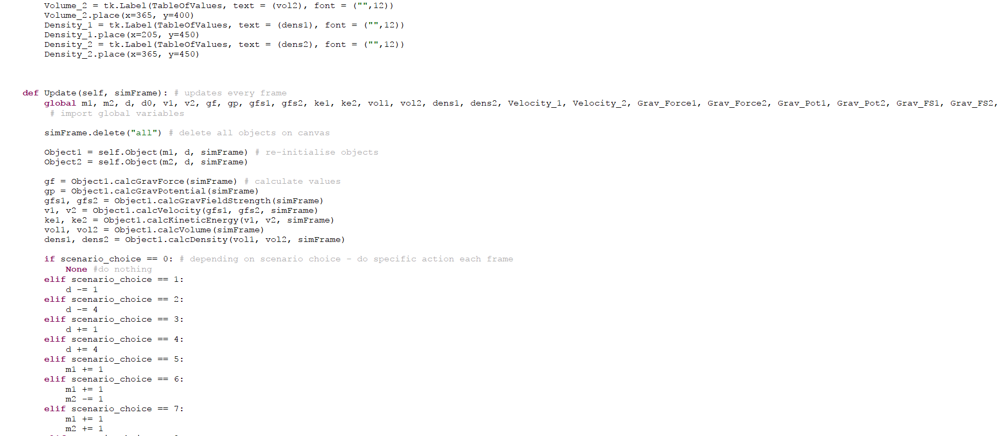 Volume_2 = tk.Label(TableOfValues, text = (vol2), font = ("",12))
Volume_2.place(x=365, y=400)
Density_1 = tk.Label(TableOfValues, text = (dens1), font = ("",12))
Density_1.place(x=205, y=450)
Density_2 = tk.Label(TableOfValues, text = (dens2), font = ("",12))
Density_2.place(x=365, y=450)
def Update(self, simFrame): # updates every frame
global m1, m2, d, d0, v1, v2, gf, gp, gfs1, gfs2, ke1, ke2, vol1, vol2, dens1, dens2, Velocity_1, Velocity_2, Grav_Force1, Grav_Force2, Grav_Pot1, Grav_Pot2, Grav_FS1, Grav_FS2,
# import global variables
simFrame.delete("all") # delete all objects on canvas
Object1 = self.Object(m1, d, simFrame) # re-initialise objects
Object2 = self.Object(m2, d, simFrame)
gf = Object1.calcGravForce(simFrame) # calculate values
gp = Object1.calcGravPotential(simFrame)
gfs1, gfs2 = Object1.calcGravFieldStrength(simFrame)
v1, v2 = Object1.calcVelocity(gfs1, gfs2, simFrame)
ke1, ke2 = Object1.calcKineticEnergy(v1, v2, simFrame)
vol1, vol2 = Object1.calcVolume(simFrame)
dens1, dens2 = Object1.calcDensity(vol1, vol2, simFrame)
if scenario_choice == 0: # depending on scenario choice - do specific action each frame
None #do nothing
elif scenario_choice == 1:
d -= 1
elif scenario_choice == 2:
d -= 4
elif scenario_choice == 3:
d += 1
elif scenario_choice == 4:
d += 4
elif scenario_choice == 5:
m1 += 1
elif scenario_choice == 6:
m1 += 1
m2 -= 1
elif scenario_choice == 7:
m1 += 1
m2 += 1